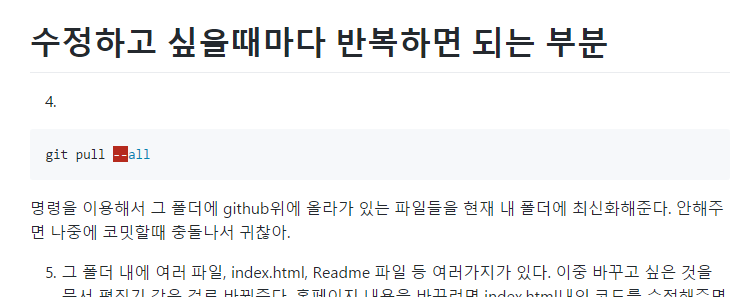 수정하고 싶을때마다 반복하면 되는 부분
4.
git pull --all
명령을 이용해서 그 폴더에 github위에 올라가 있는 파일들을 현재 내 폴더에 최신화해준다. 안해주
면 나중에 코밋할때 충돌나서 귀찮아.
5. 그 폴더 내에 여러 파일, index.html, Readme 파일 등 여러가지가 있다. 이중 바꾸고 싶은 것을
문서 편집기 같은 걸로 바꿔준다. 홈페이지 내용을 바꾸려면 index.html내의 코드를 수정해주면